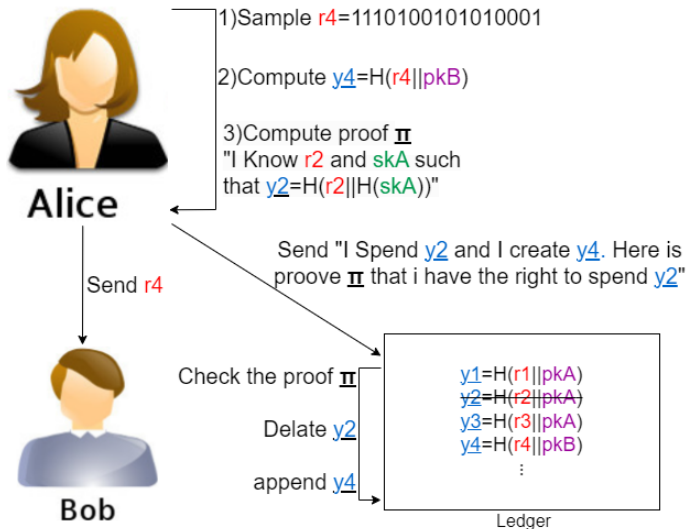 1)Sample r4=1110100101010001
2)Compute y4=H(r4||pkB)
3)Compute proof π
"I Know r2 and skA such
that y2=H(r2||H(skA))"
Alice
Send "I Spend y2 and I create y4. Here is
proove π that i have the right to spend y2"
Send r4
Check the proof π
Delate y2
append y4
y1=H(r1||pkA)
y2=H(r2||pkA)
y3=H(r3||pkA)
y4=H(r4||pkB)
⋮
Bob
Ledger